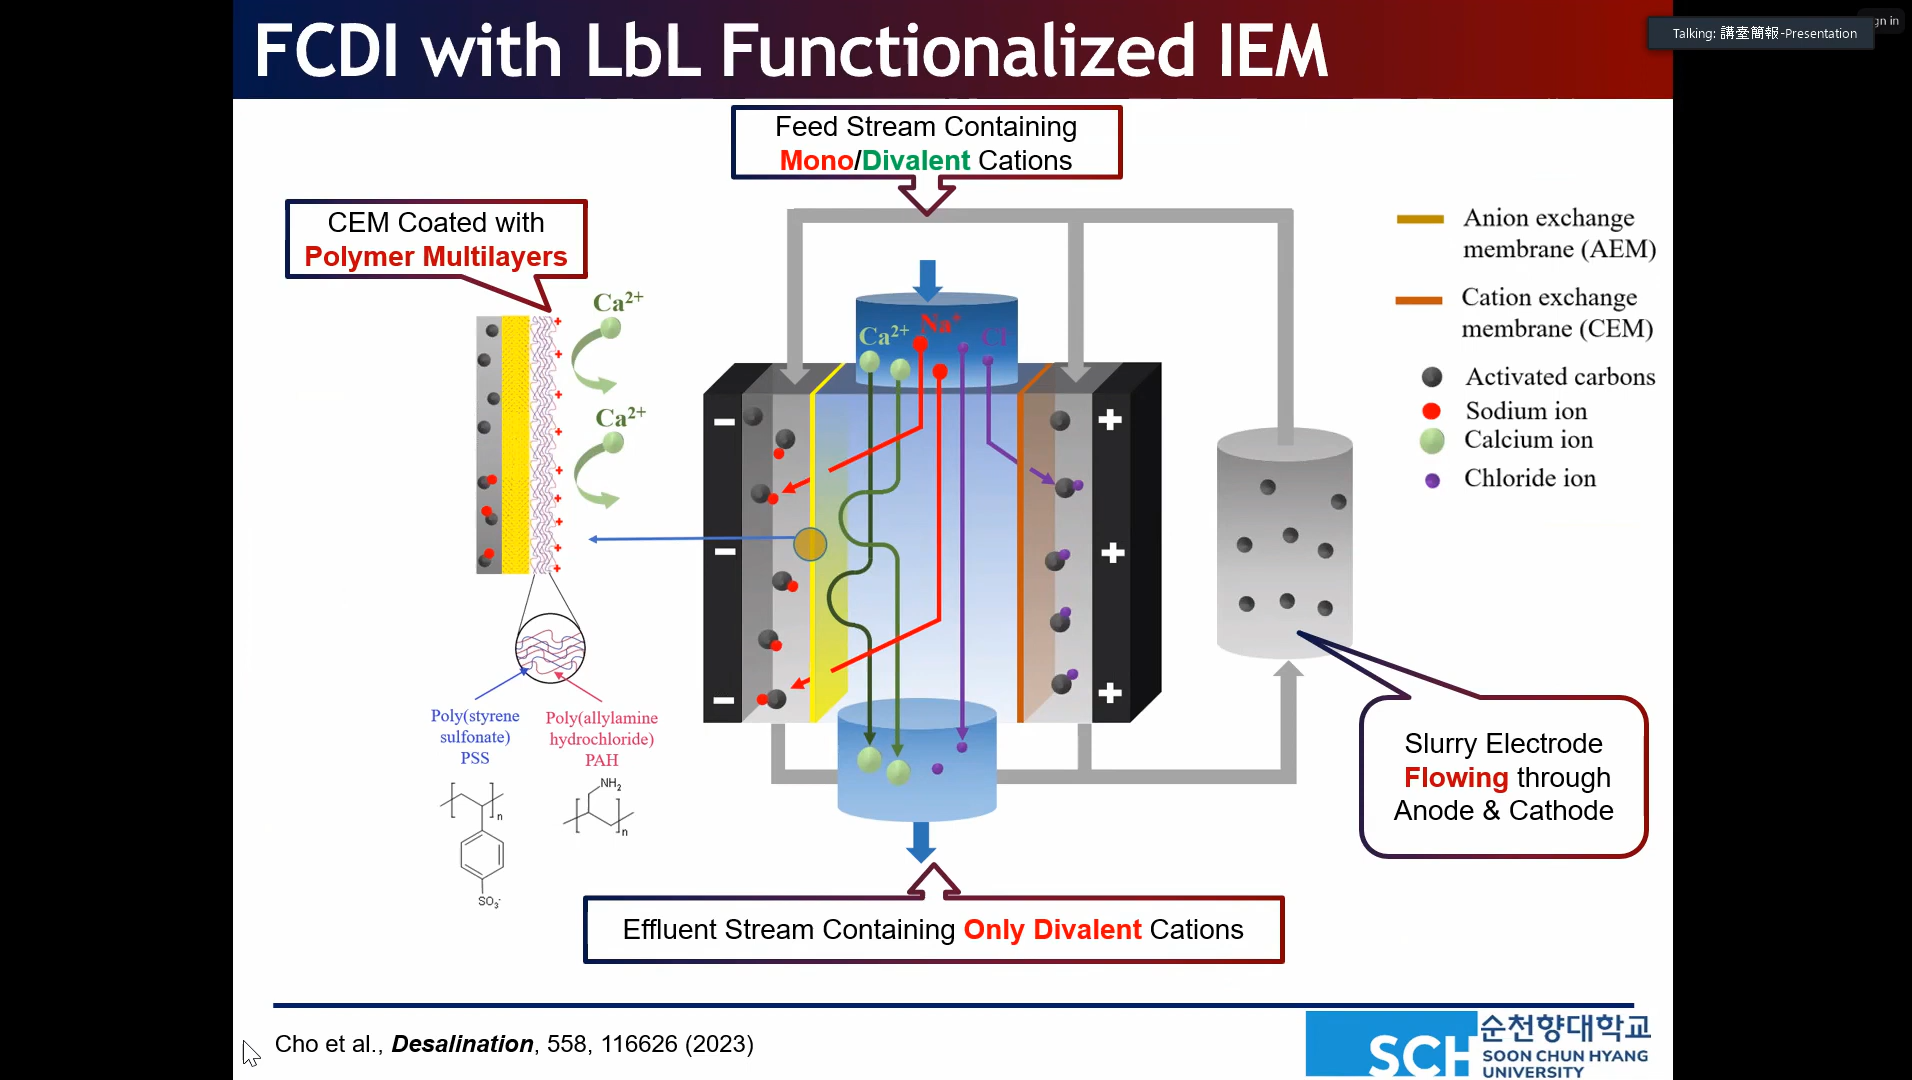 FCDI with LbL Functionalized IEM
gn in
Talking: 講臺簡報-Presentation
Feed Stream Containing
Mono/Divalent Cations
CEM Coated with
Polymer Multilayers
Ca2+
Ca2+
Ca2+
Na+
Cl-
Anion exchange
membrane (AEM)
Cation exchange
membrane (CEM)
Activated carbons
Sodium ion
Calcium ion
Chloride ion
Poly(styrene
sulfonate)
PSS
Poly(allylamine
hydrochloride)
PAH
NH2
n
n
SO3-
Slurry Electrode
Flowing through
Anode & Cathode
Effluent Stream Containing Only Divalent Cations
Cho et al., Desalination, 558, 116626 (2023)
SCH
순천향대학교
SOON CHUN HYANG
UNIVERSITY